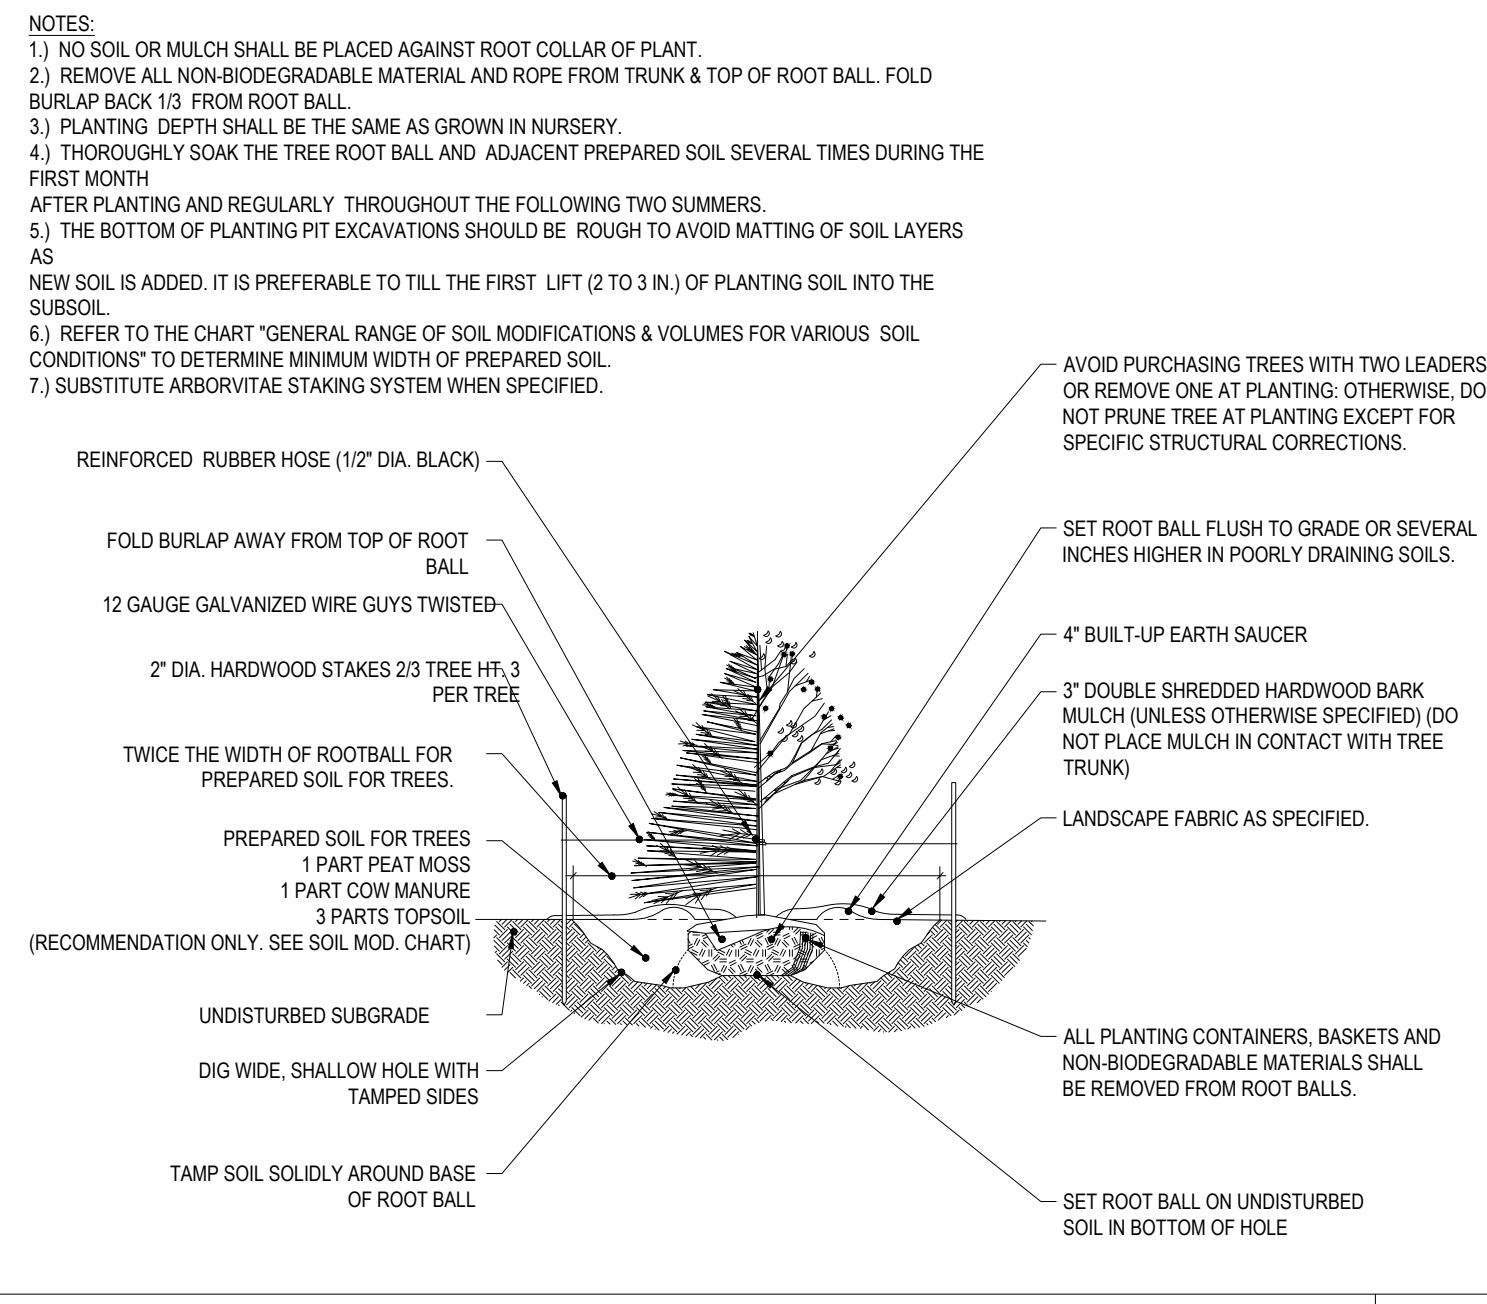 NOTES:
1.) NO SOIL OR MULCH SHALL BE PLACED AGAINST ROOT COLLAR OF PLANT.
2.) REMOVE ALL NON-BIODEGRADABLE MATERIAL AND ROPE FROM TRUNK & TOP OF ROOT BALL. FOLD
BURLAP BACK 1/3 FROM ROOT BALL.
3.) PLANTING DEPTH SHALL BE THE SAME AS GROWN IN NURSERY.
4.) THOROUGHLY SOAK THE TREE ROOT BALL AND ADJACENT PREPARED SOIL SEVERAL TIMES DURING THE
FIRST MONTH
AFTER PLANTING AND REGULARLY THROUGHOUT THE FOLLOWING TWO SUMMERS.
5.) THE BOTTOM OF PLANTING PIT EXCAVATIONS SHOULD BE ROUGH TO AVOID MATTING OF SOIL LAYERS
AS
NEW SOIL IS ADDED. IT IS PREFERABLE TO TILL THE FIRST LIFT (2 TO 3 IN.) OF PLANTING SOIL INTO THE
SUBSOIL.
6.) REFER TO THE CHART "GENERAL RANGE OF SOIL MODIFICATIONS & VOLUMES FOR VARIOUS SOIL
CONDITIONS" TO DETERMINE MINIMUM WIDTH OF PREPARED SOIL.
7.) SUBSTITUTE ARBORVITAE STAKING SYSTEM WHEN SPECIFIED.
REINFORCED RUBBER HOSE (1/2" DIA. BLACK)
FOLD BURLAP AWAY FROM TOP OF ROOT
BALL
12 GAUGE GALVANIZED WIRE GUYS TWISTED
2" DIA. HARDWOOD STAKES 2/3 TREE HT. 3
PER TREE
TWICE THE WIDTH OF ROOTBALL FOR
PREPARED SOIL FOR TREES.
PREPARED SOIL FOR TREES
1 PART PEAT MOSS
1 PART COW MANURE
3 PARTS TOPSOIL
(RECOMMENDATION ONLY. SEE SOIL MOD. CHART)
UNDISTURBED SUBGRADE
DIG WIDE, SHALLOW HOLE WITH
TAMPED SIDES
TAMP SOIL SOLIDLY AROUND BASE
OF ROOT BALL
AVOID PURCHASING TREES WITH TWO LEADERS
OR REMOVE ONE AT PLANTING: OTHERWISE, DO
NOT PRUNE TREE AT PLANTING EXCEPT FOR
SPECIFIC STRUCTURAL CORRECTIONS.
SET ROOT BALL FLUSH TO GRADE OR SEVERAL
INCHES HIGHER IN POORLY DRAINING SOILS.
4" BUILT-UP EARTH SAUCER
3" DOUBLE SHREDDED HARDWOOD BARK
MULCH (UNLESS OTHERWISE SPECIFIED) (DO
NOT PLACE MULCH IN CONTACT WITH TREE
TRUNK)
LANDSCAPE FABRIC AS SPECIFIED.
ALL PLANTING CONTAINERS, BASKETS AND
NON-BIODEGRADABLE MATERIALS SHALL
BE REMOVED FROM ROOT BALLS.
SET ROOT BALL ON UNDISTURBED
SOIL IN BOTTOM OF HOLE